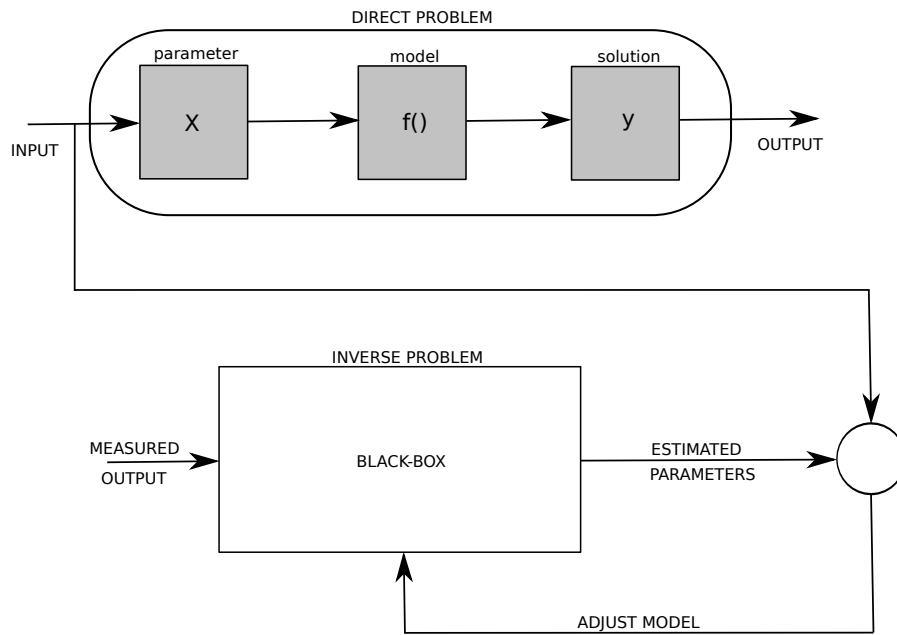 DIRECT PROBLEM
parameter
model
solution
X
f()
y
INPUT
OUTPUT
INVERSE PROBLEM
MEASURED
OUTPUT
BLACK-BOX
ESTIMATED
PARAMETERS
ADJUST MODEL